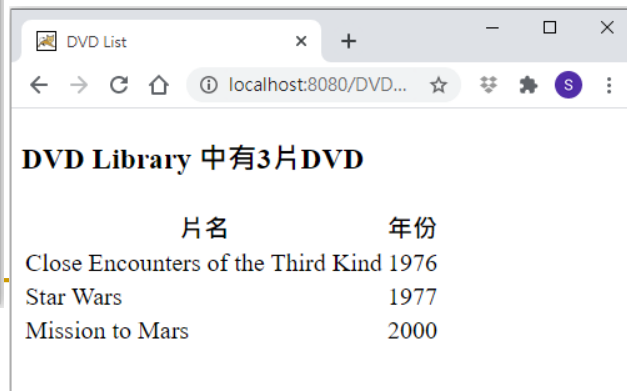 DVD List
localhost:8080/DVD...
S
DVD Library 中有3片DVD
片名 年份
Close Encounters of the Third Kind 1976
Star Wars 1977
Mission to Mars 2000